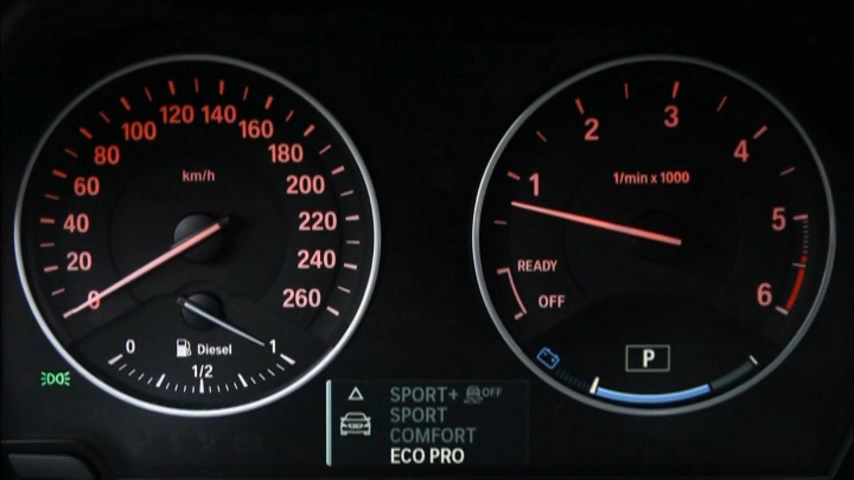 120 140
100 160
80 180
60 200
40 220
20 240
0 260
km/h
0 Diesel 1
1/2
1 2 3 4 5 6
1/min x 1000
READY
OFF
P
SPORT+ OFF
SPORT
COMFORT
ECO PRO